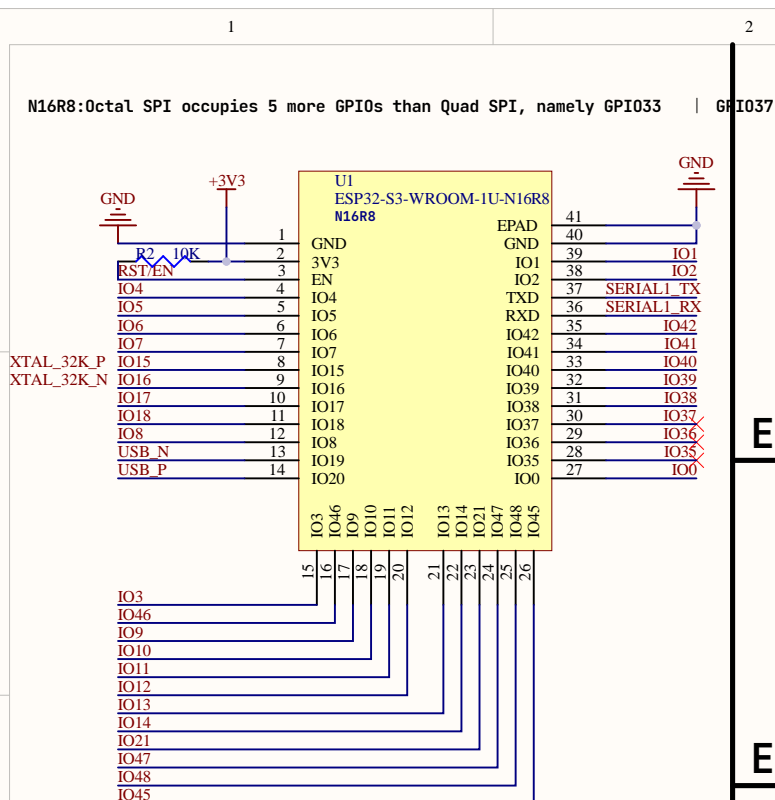 1 2
N16R8:Octal SPI occupies 5 more GPIOs than Quad SPI, namely GPIO33 | GPIO37
GND
+3V3
GND
U1
ESP32-S3-WROOM-1U-N16R8
N16R8
R2 10K
1 GND
2 3V3
RST/EN 3 EN
IO4 4 IO4
IO5 5 IO5
IO6 6 IO6
IO7 7 IO7
XTAL_32K_P IO15 8 IO15
XTAL_32K_N IO16 9 IO16
IO17 10 IO17
IO18 11 IO18
IO8 12 IO8
USB_N 13 IO19
USB_P 14 IO20
EPAD 41
GND 40
IO1 39 IO1
IO2 38 IO2
TXD 37 SERIAL1_TX
RXD 36 SERIAL1_RX
IO42 35 IO42
IO41 34 IO41
IO40 33 IO40
IO39 32 IO39
IO38 31 IO38
IO37 30 IO37
IO36 29 IO36
IO35 28 IO35
IO0 27 IO0
E
IO3 IO46 IO9 IO10 IO11 IO12 IO13 IO14 IO21 IO47 IO48 IO45
15 16 17 18 19 20 21 22 23 24 25 26
IO3
IO46
IO9
IO10
IO11
IO12
IO13
IO14
IO21
IO47
IO48
IO45
E